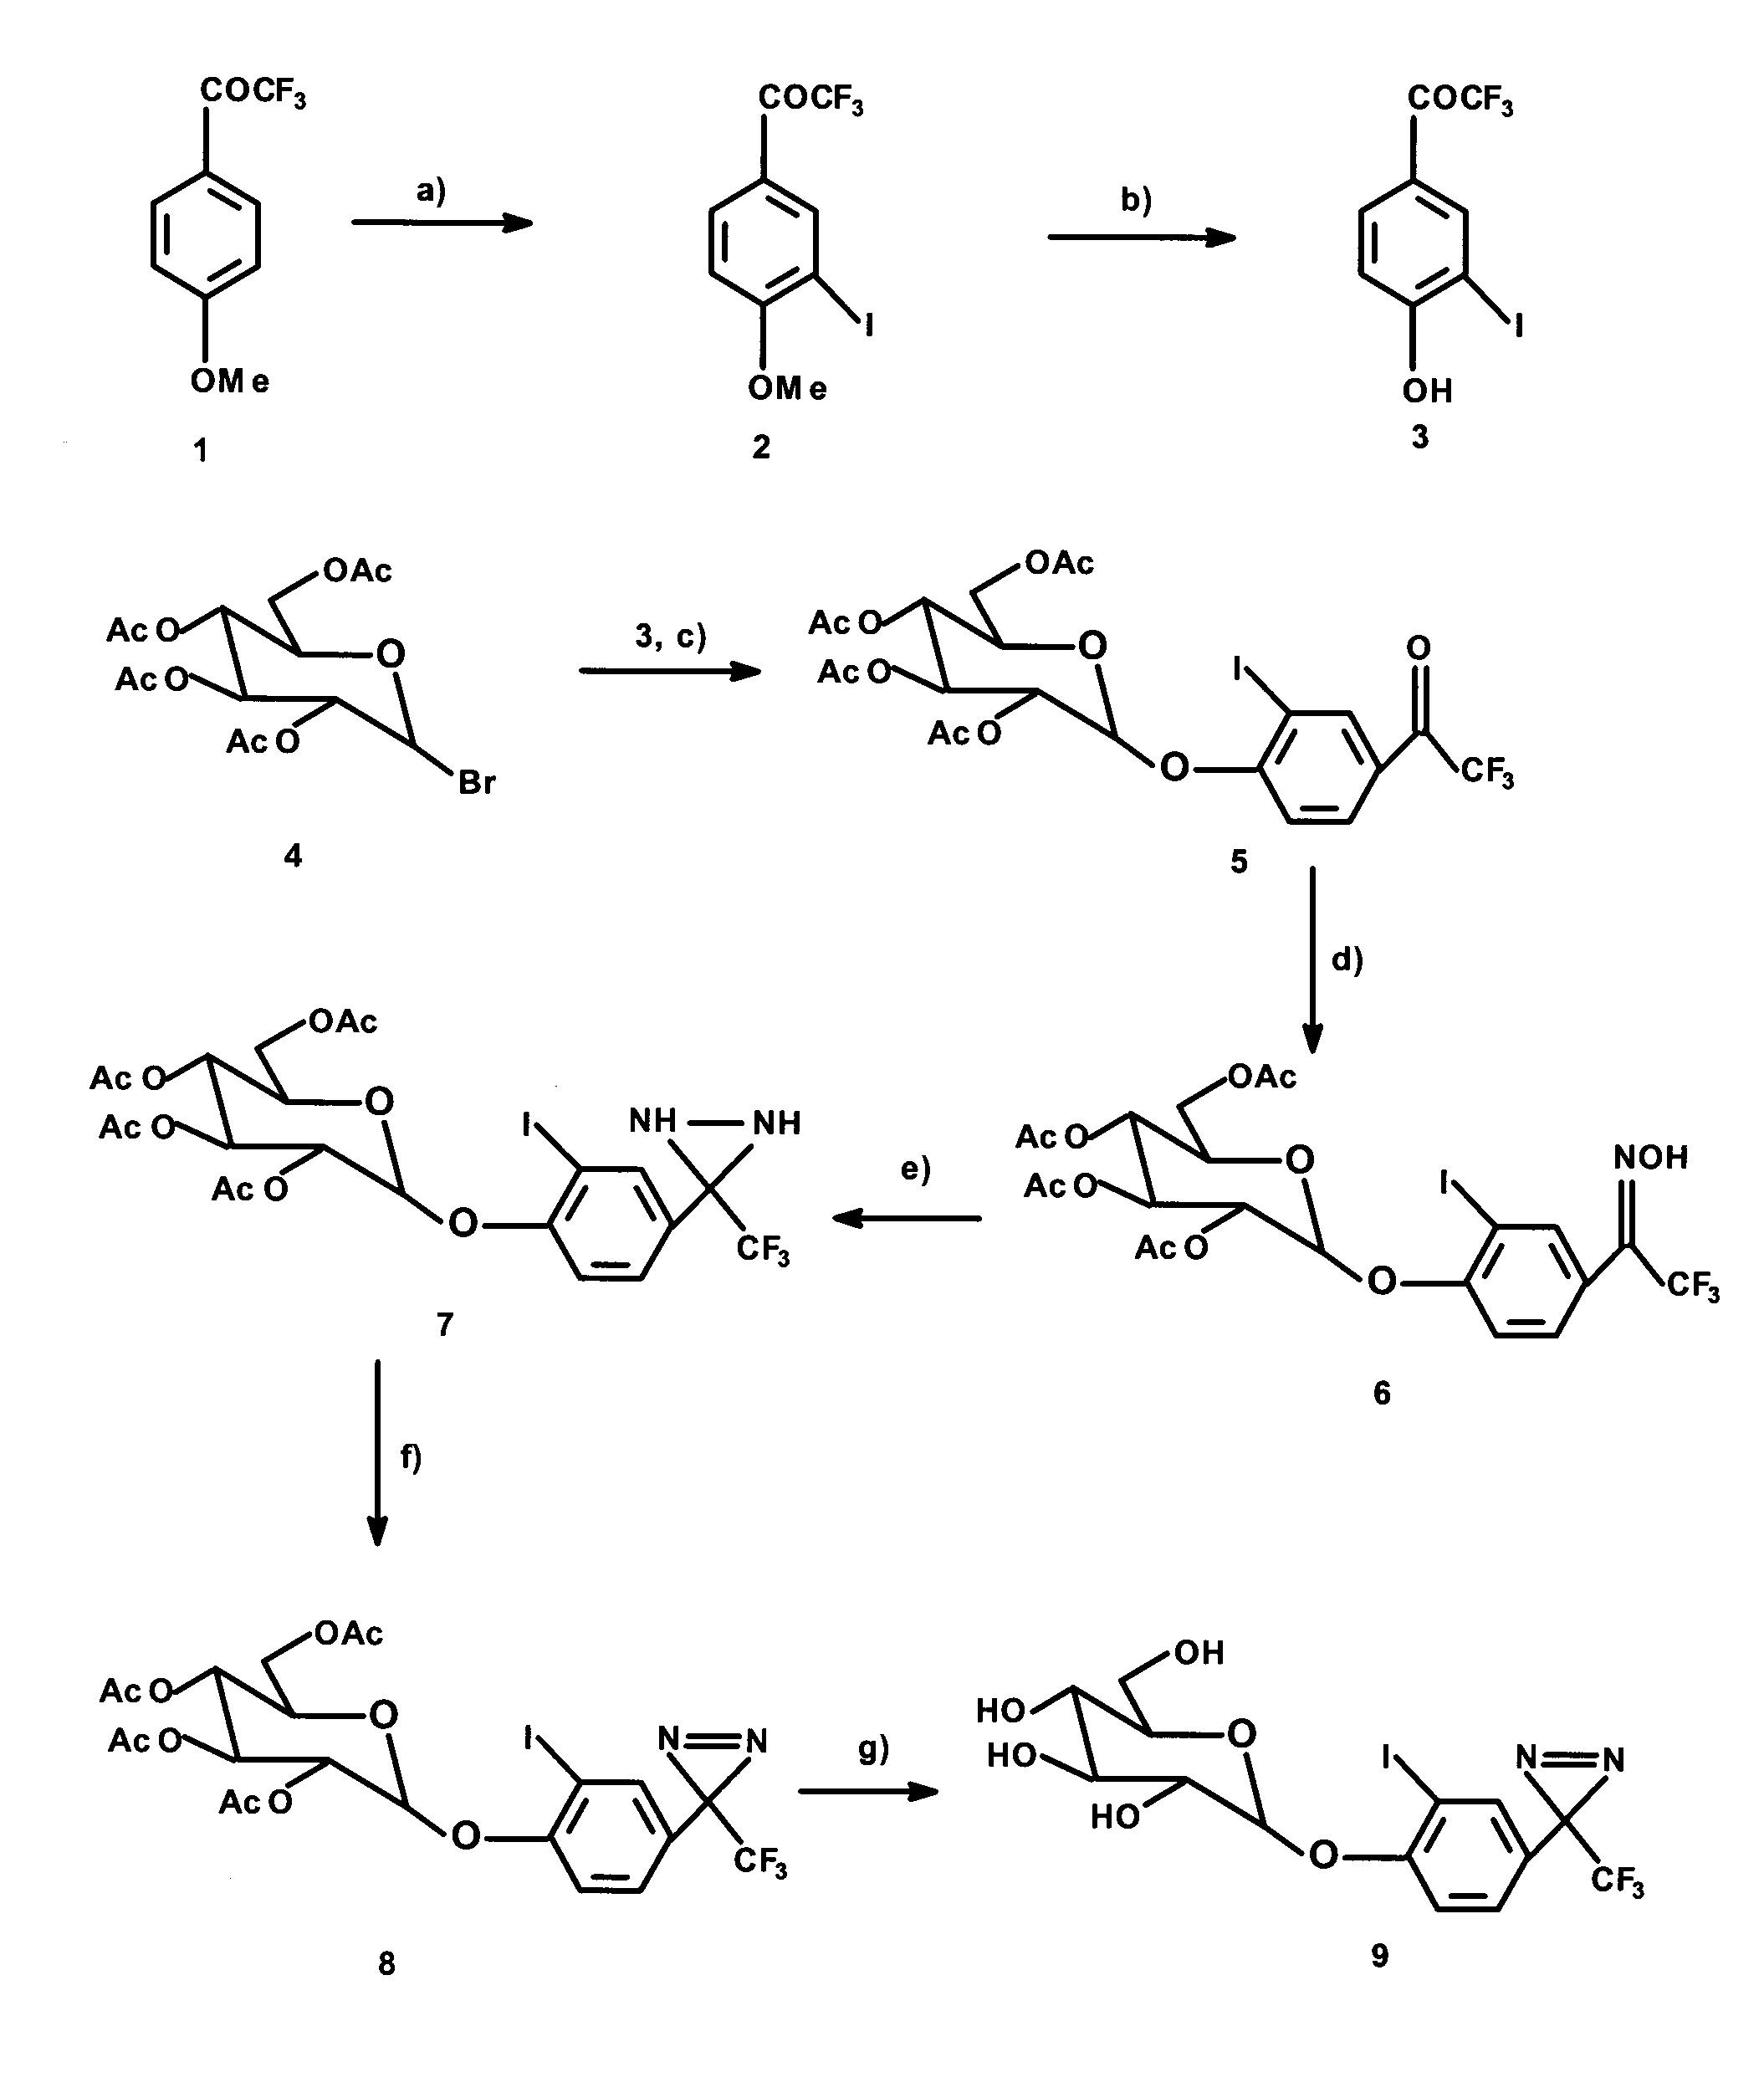 COCF3
a)
OMe
1
COCF3
I
OMe
2
b)
COCF3
I
OH
3
OAc
AcO
O
AcO
AcO
Br
4
3, c)
OAc
AcO
O
AcO
AcO
O
I
O
CF3
5
d)
OAc
AcO
O
AcO
AcO
O
I
NOH
CF3
6
e)
OAc
AcO
O
AcO
AcO
O
I
NH
NH
CF3
7
f)
OAc
AcO
O
AcO
AcO
O
I
N
N
CF3
8
g)
OH
HO
O
HO
HO
O
I
N
N
CF3
9